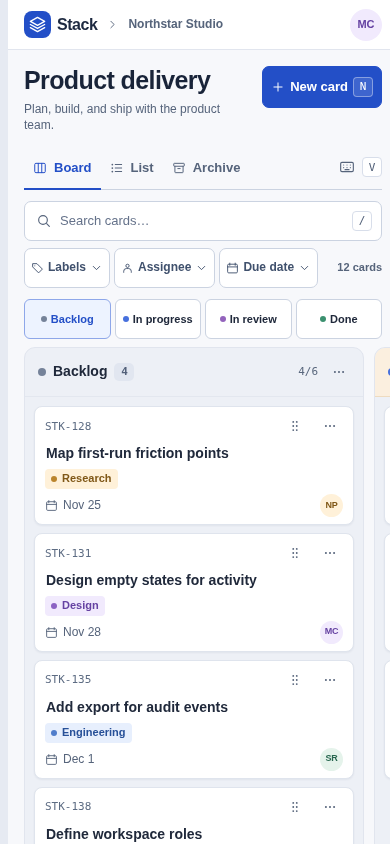 Stack
Northstar Studio
MC
Product delivery
Plan, build, and ship with the product
team.
New card N
Board
List
Archive
V
Search cards…
/
Labels
Assignee
Due date
12 cards
Backlog
In progress
In review
Done
Backlog 4
4/6
STK-128
Map first-run friction points
Research
Nov 25
NP
STK-131
Design empty states for activity
Design
Nov 28
MC
STK-135
Add export for audit events
Engineering
Dec 1
SR
STK-138
Define workspace roles